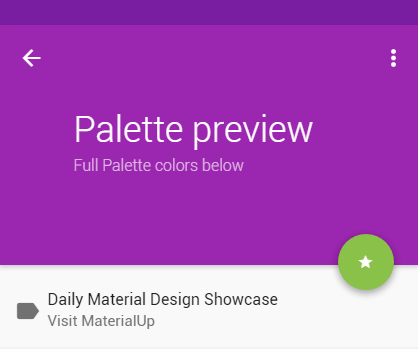 Palette preview
Full Palette colors below
Daily Material Design Showcase
Visit MaterialUp